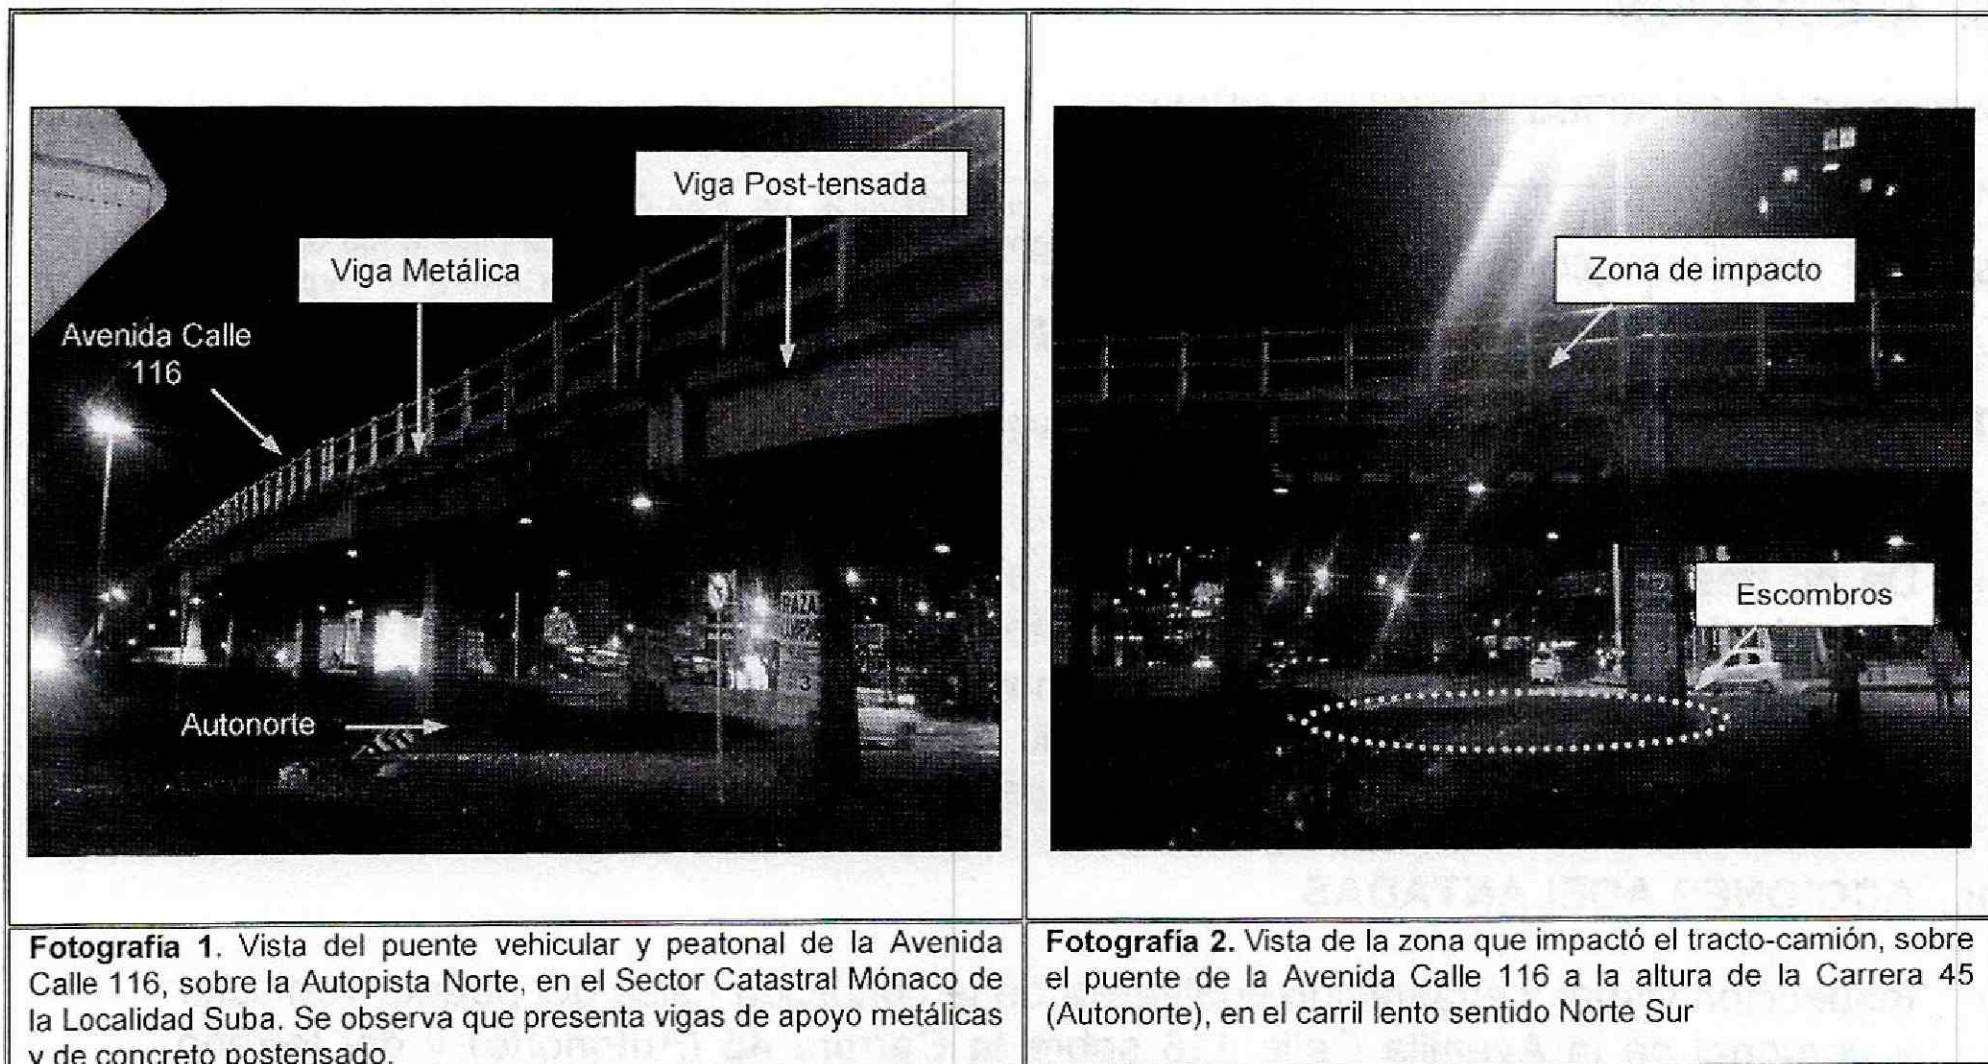 Viga Post-tensada
Viga Metálica
Avenida Calle
116
Autonorte
Zona de impacto
Escombros
Fotografía 1. Vista del puente vehicular y peatonal de la Avenida
Calle 116, sobre la Autopista Norte, en el Sector Catastral Mónaco de
la Localidad Suba. Se observa que presenta vigas de apoyo metálicas
y de concreto postensado.
Fotografía 2. Vista de la zona que impactó el tracto-camión, sobre
el puente de la Avenida Calle 116 a la altura de la Carrera 45
(Autonorte), en el carril lento sentido Norte Sur